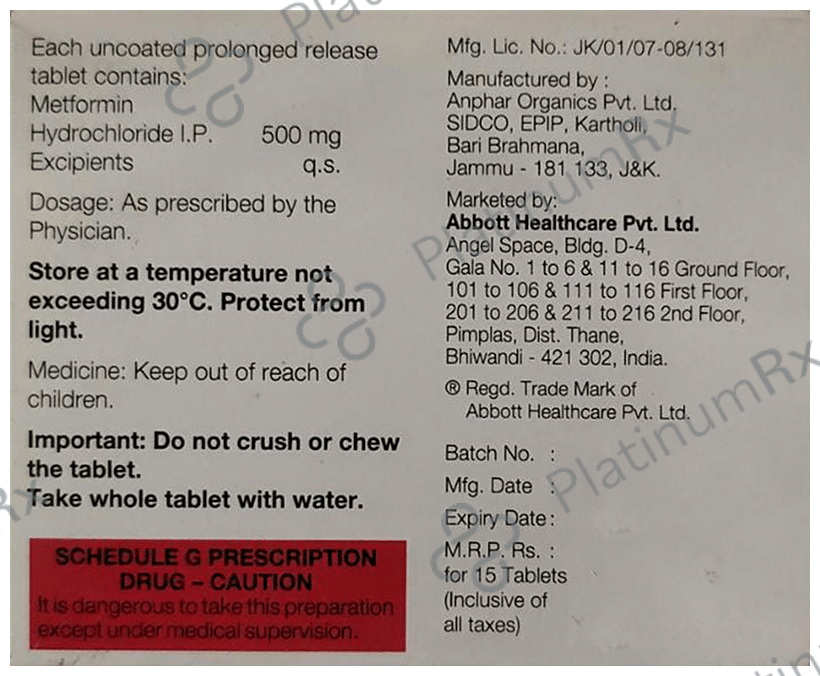 Each uncoated prolonged release
tablet contains:
Metformin
Hydrochloride I.P. 500 mg
Excipients q.s.
Dosage: As prescribed by the
Physician.
Store at a temperature not
exceeding 30°C. Protect from
light.
Medicine: Keep out of reach of
children.
Important: Do not crush or chew
the tablet.
Take whole tablet with water.
SCHEDULE G PRESCRIPTION
DRUG – CAUTION
It is dangerous to take this preparation
except under medical supervision.
Mfg. Lic. No.: JK/01/07-08/131
Manufactured by :
Anphar Organics Pvt. Ltd.
SIDCO, EPIP, Kartholi,
Bari Brahmana,
Jammu - 181 133, J&K.
Marketed by:
Abbott Healthcare Pvt. Ltd.
Angel Space, Bldg. D-4,
Gala No. 1 to 6 & 11 to 16 Ground Floor,
101 to 106 & 111 to 116 First Floor,
201 to 206 & 211 to 216 2nd Floor,
Pimplas, Dist. Thane,
Bhiwandi - 421 302, India.
® Regd. Trade Mark of
Abbott Healthcare Pvt. Ltd.
Batch No. :
Mfg. Date :
Expiry Date :
M.R.P. Rs. :
for 15 Tablets
(Inclusive of
all taxes)
PlatinumRx
PlatinumRx
PlatinumRx